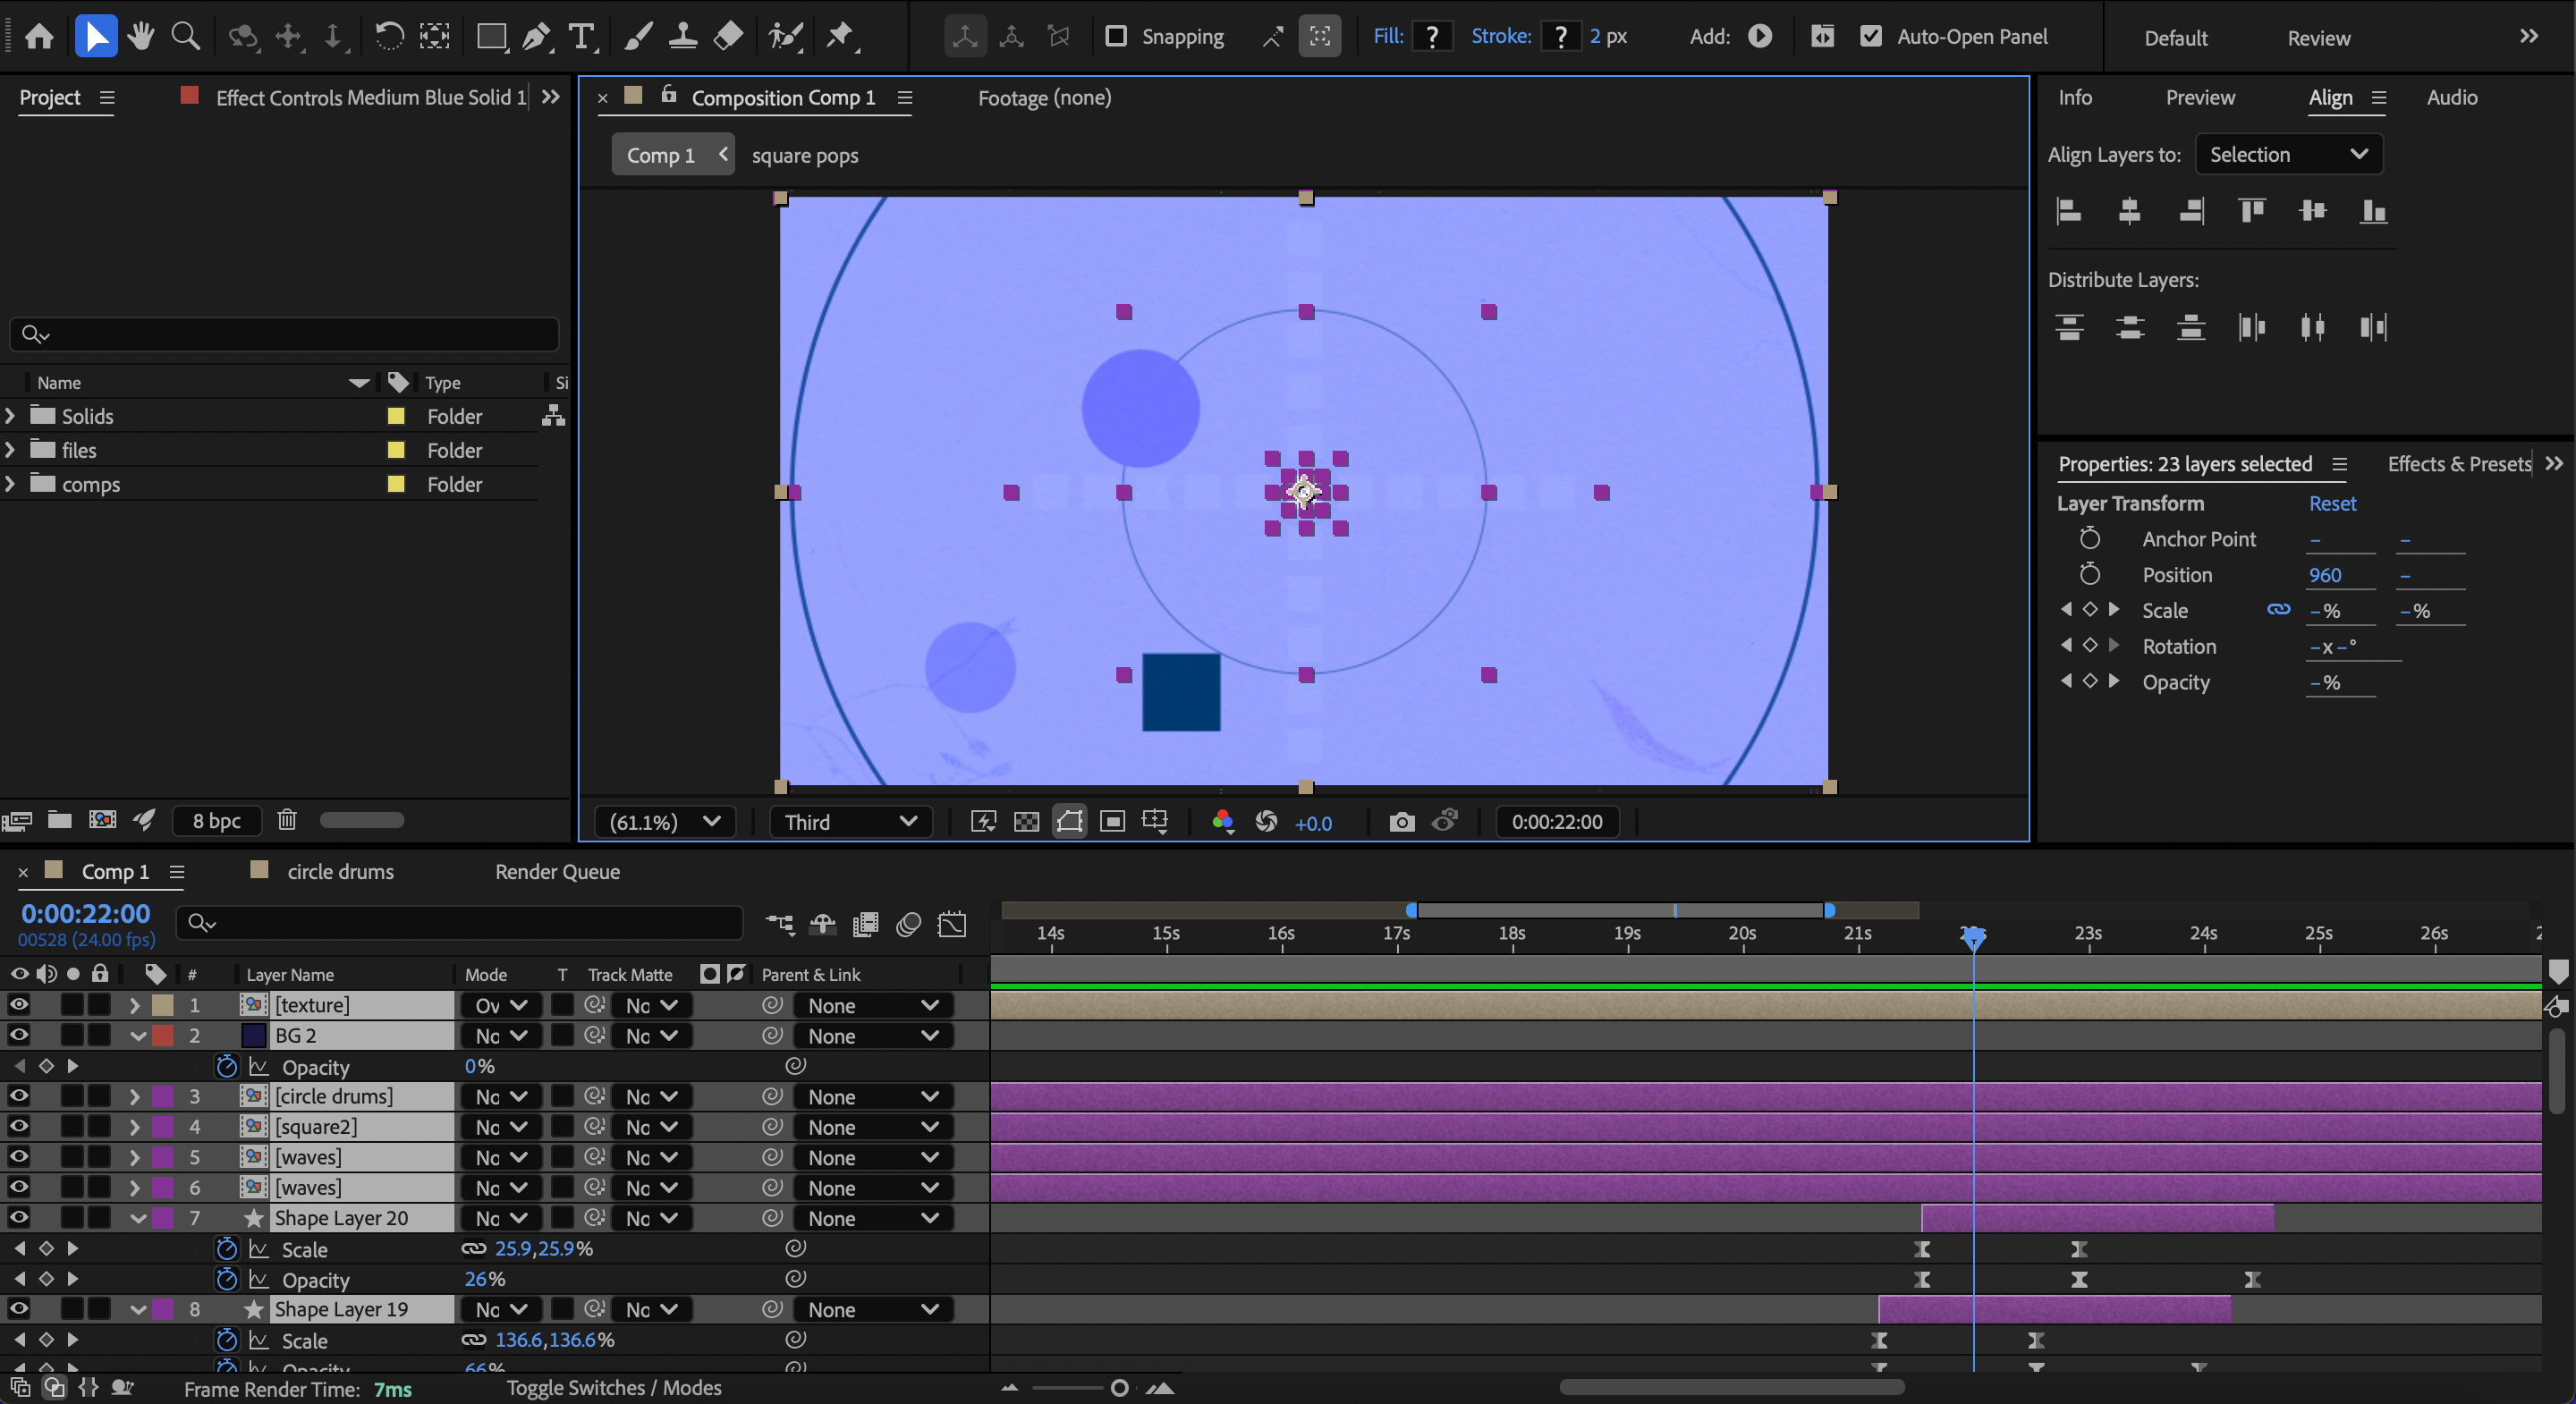 Snapping
Fill: ? Stroke: ? 2 px
Add:
Auto-Open Panel
Default
Review
Project
Effect Controls Medium Blue Solid 1
Composition Comp 1
Footage (none)
Info
Preview
Align
Audio
Comp 1
square pops
Align Layers to: Selection
Distribute Layers:
Name
Type
Si
Solids Folder
files Folder
comps Folder
Properties: 23 layers selected
Effects & Presets
Layer Transform Reset
Anchor Point – –
Position 960 –
Scale –% –%
Rotation –x–°
Opacity –%
8 bpc
(61.1%)
Third
+0.0
0:00:22:00
Comp 1
circle drums
Render Queue
0:00:22:00
00528 (24.00 fps)
14s 15s 16s 17s 18s 19s 20s 21s 23s 24s 25s 26s
# Layer Name Mode T Track Matte Parent & Link
1 [texture] Ov No None
2 BG 2 No No None
Opacity 0%
3 [circle drums] No No None
4 [square2] No No None
5 [waves] No No None
6 [waves] No No None
7 Shape Layer 20 No No None
Scale 25.9,25.9%
Opacity 26%
8 Shape Layer 19 No No None
Scale 136.6,136.6%
Opacity 66%
Frame Render Time: 7ms
Toggle Switches / Modes